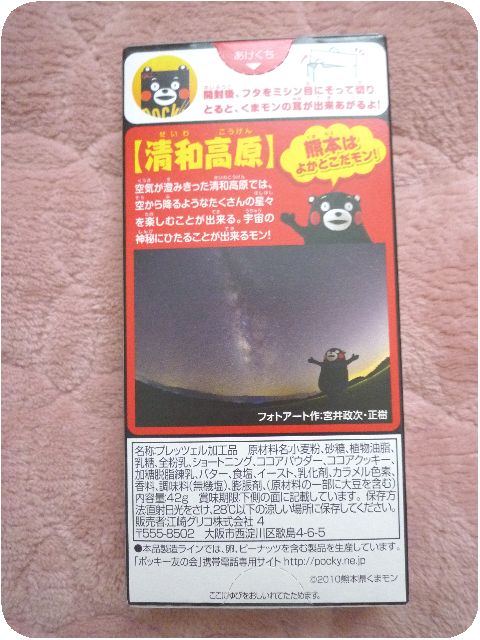 あけくち
開封後、フタをミシン目にそって切り
とると、くまモンの耳が出来あがるよ!
せいわ こうげん
【清和高原】
熊本は
よかとこだモン!
空気が澄みきった清和高原では、
空から降るようなたくさんの星々
を楽しむことが出来る。宇宙の
神秘にひたることが出来るモン!
フォトアート作:宮井政次・正樹
名称:プレッツェル加工品 原材料名:小麦粉、砂糖、植物油脂、
乳糖、全粉乳、ショートニング、ココアパウダー、ココアクッキー、
加糖脱脂練乳、バター、食塩、イースト、乳化剤、カラメル色素、
香料、調味料(無機塩)、膨張剤、(原材料の一部に大豆を含む)
内容量:42g 賞味期限:下側の面に記載しています。 保存方
法:直射日光をさけ、28℃以下の涼しい場所に保存してください。
販売者:江崎グリコ株式会社 4
〒555-8502 大阪市西淀川区歌島4-6-5
●本品製造ラインでは、卵、ピーナッツを含む製品を生産しています。
「ポッキー友の会」携帯電話専用サイト http://pocky.ne.jp
©2010熊本県くまモン
ここにゆびをおしいれてたためます。